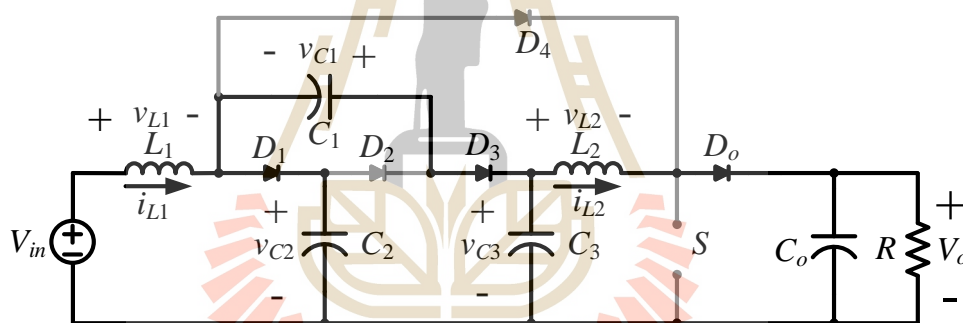 D4
- vC1 +
C1
+ vL1 -
L1
iL1
D1
D2
D3
+ vL2 -
L2
iL2
Do
Vin
+
vC2
-
C2
+
vC3
-
C3
S
Co
R
+
Vo
-